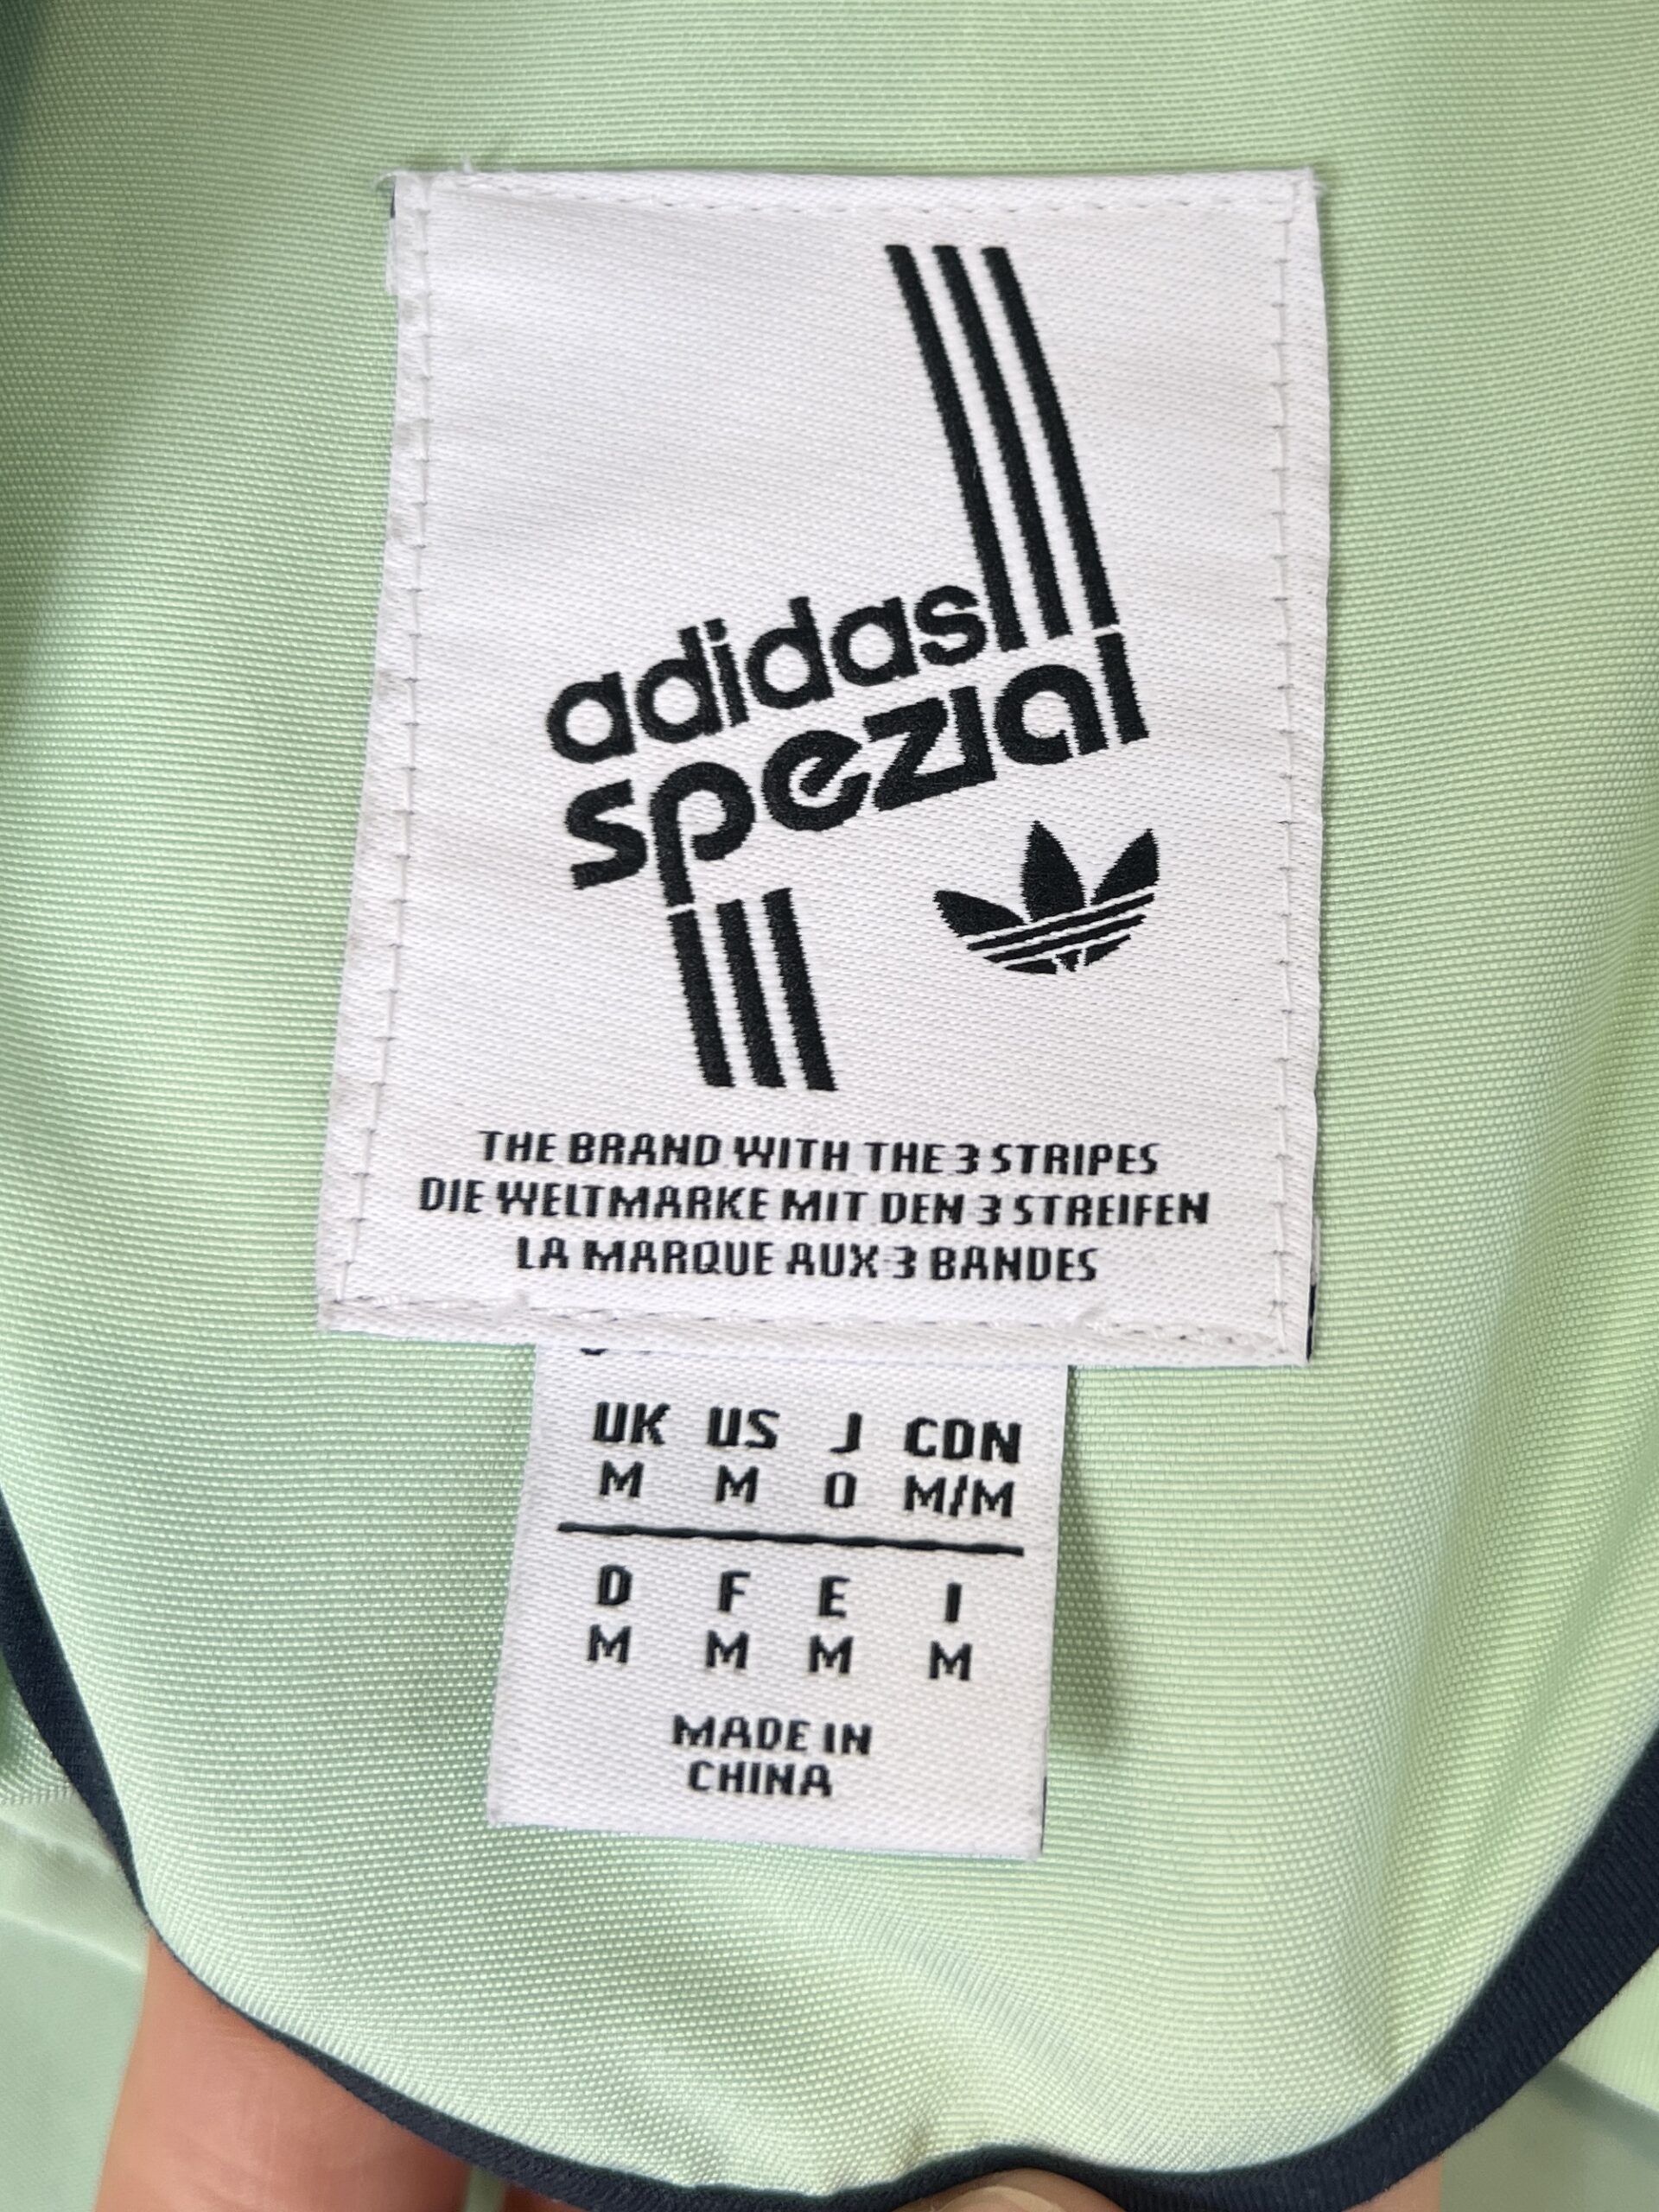 adidas
spezial
THE BRAND WITH THE 3 STRIPES
DIE WELTMARKE MIT DEN 3 STREIFEN
LA MARQUE AUX 3 BANDES
UK US J CDN
M M O M/M
D F E I
M M M M
MADE IN
CHINA